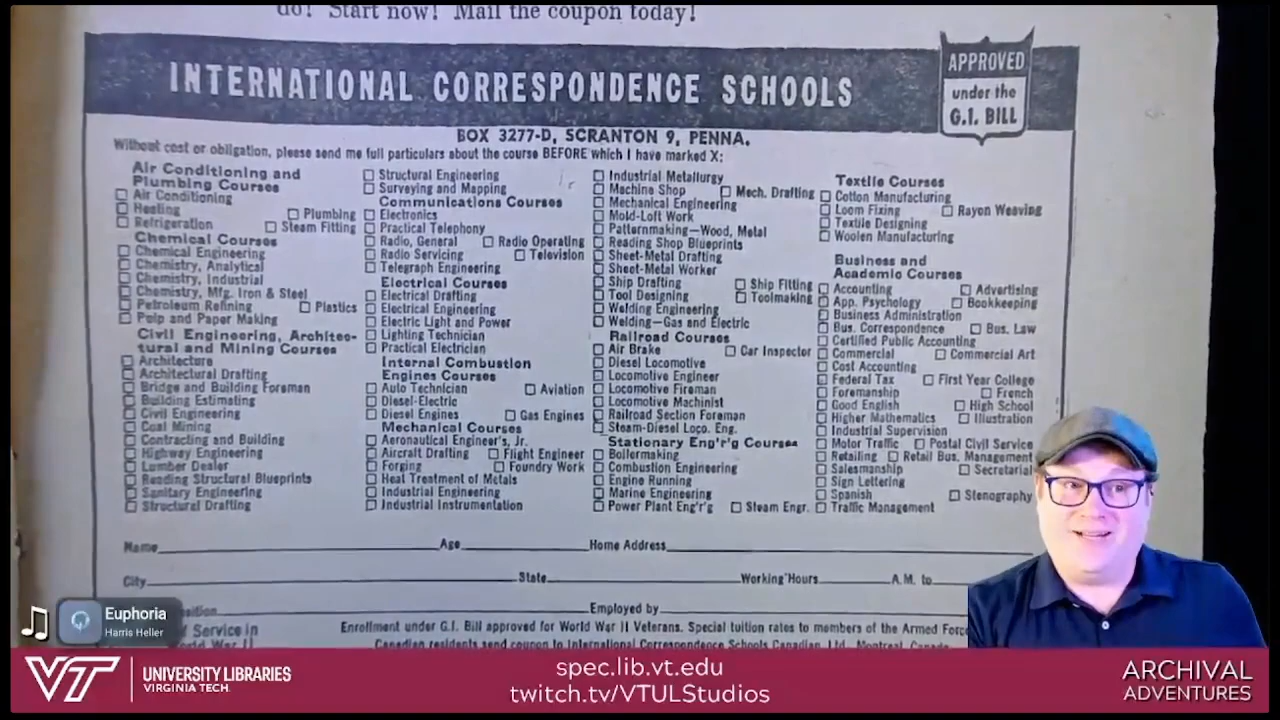 do! Start now! Mail the coupon today!
INTERNATIONAL CORRESPONDENCE SCHOOLS
APPROVED
under the
G.I. BILL
BOX 3277-D, SCRANTON 9, PENNA.
Without cost or obligation, please send me full particulars about the course BEFORE which I have marked X:
Air Conditioning and
Plumbing Courses
Air Conditioning
Heating
Plumbing
Refrigeration
Steam Fitting
Chemical Courses
Chemical Engineering
Chemistry, Analytical
Chemistry, Industrial
Chemistry, Mfg. Iron & Steel
Petroleum Refining
Plastics
Pulp and Paper Making
Civil Engineering, Architec-
tural and Mining Courses
Architecture
Architectural Drafting
Bridge and Building Foreman
Building Estimating
Civil Engineering
Coal Mining
Contracting and Building
Highway Engineering
Lumber Dealer
Reading Structural Blueprints
Sanitary Engineering
Structural Drafting
Structural Engineering
Surveying and Mapping
Communications Courses
Electronics
Practical Telephony
Radio, General
Radio Operating
Radio Servicing
Television
Telegraph Engineering
Electrical Courses
Electrical Drafting
Electrical Engineering
Electric Light and Power
Lighting Technician
Practical Electrician
Internal Combustion
Engines Courses
Auto Technician
Aviation
Diesel-Electric
Diesel Engines
Gas Engines
Mechanical Courses
Aeronautical Engineer's, Jr.
Aircraft Drafting
Flight Engineer
Forging
Foundry Work
Heat Treatment of Metals
Industrial Engineering
Industrial Instrumentation
Industrial Metallurgy
Machine Shop
Mech. Drafting
Mechanical Engineering
Mold-Loft Work
Patternmaking—Wood, Metal
Reading Shop Blueprints
Sheet-Metal Drafting
Sheet-Metal Worker
Ship Drafting
Ship Fitting
Tool Designing
Toolmaking
Welding Engineering
Welding—Gas and Electric
Railroad Courses
Air Brake
Car Inspector
Diesel Locomotive
Locomotive Engineer
Locomotive Fireman
Locomotive Machinist
Railroad Section Foreman
Steam-Diesel Loco. Eng.
Stationary Eng'r'g Courses
Boilermaking
Combustion Engineering
Engine Running
Marine Engineering
Power Plant Eng'r'g
Steam Engr.
Textile Courses
Cotton Manufacturing
Loom Fixing
Rayon Weaving
Textile Designing
Woolen Manufacturing
Business and
Academic Courses
Accounting
Advertising
App. Psychology
Bookkeeping
Business Administration
Bus. Correspondence
Bus. Law
Certified Public Accounting
Commercial
Commercial Art
Cost Accounting
Federal Tax
First Year College
Foremanship
French
Good English
High School
Higher Mathematics
Illustration
Industrial Supervision
Motor Traffic
Postal Civil Service
Retailing
Retail Bus. Management
Salesmanship
Secretarial
Sign Lettering
Spanish
Stenography
Traffic Management
Name
Age
Home Address
City
State
Working Hours
A.M. to
Employed by
Service in
Enrollment under G.I. Bill approved for World War II Veterans. Special tuition rates to members of the Armed
Canadian residents send coupon to International Correspondence Schools Canadian, Ltd., Montreal,
Euphoria
Harris Heller
VT
UNIVERSITY LIBRARIES
VIRGINIA TECH.
spec.lib.vt.edu
twitch.tv/VTULStudios
ARCHIVAL
ADVENTURES